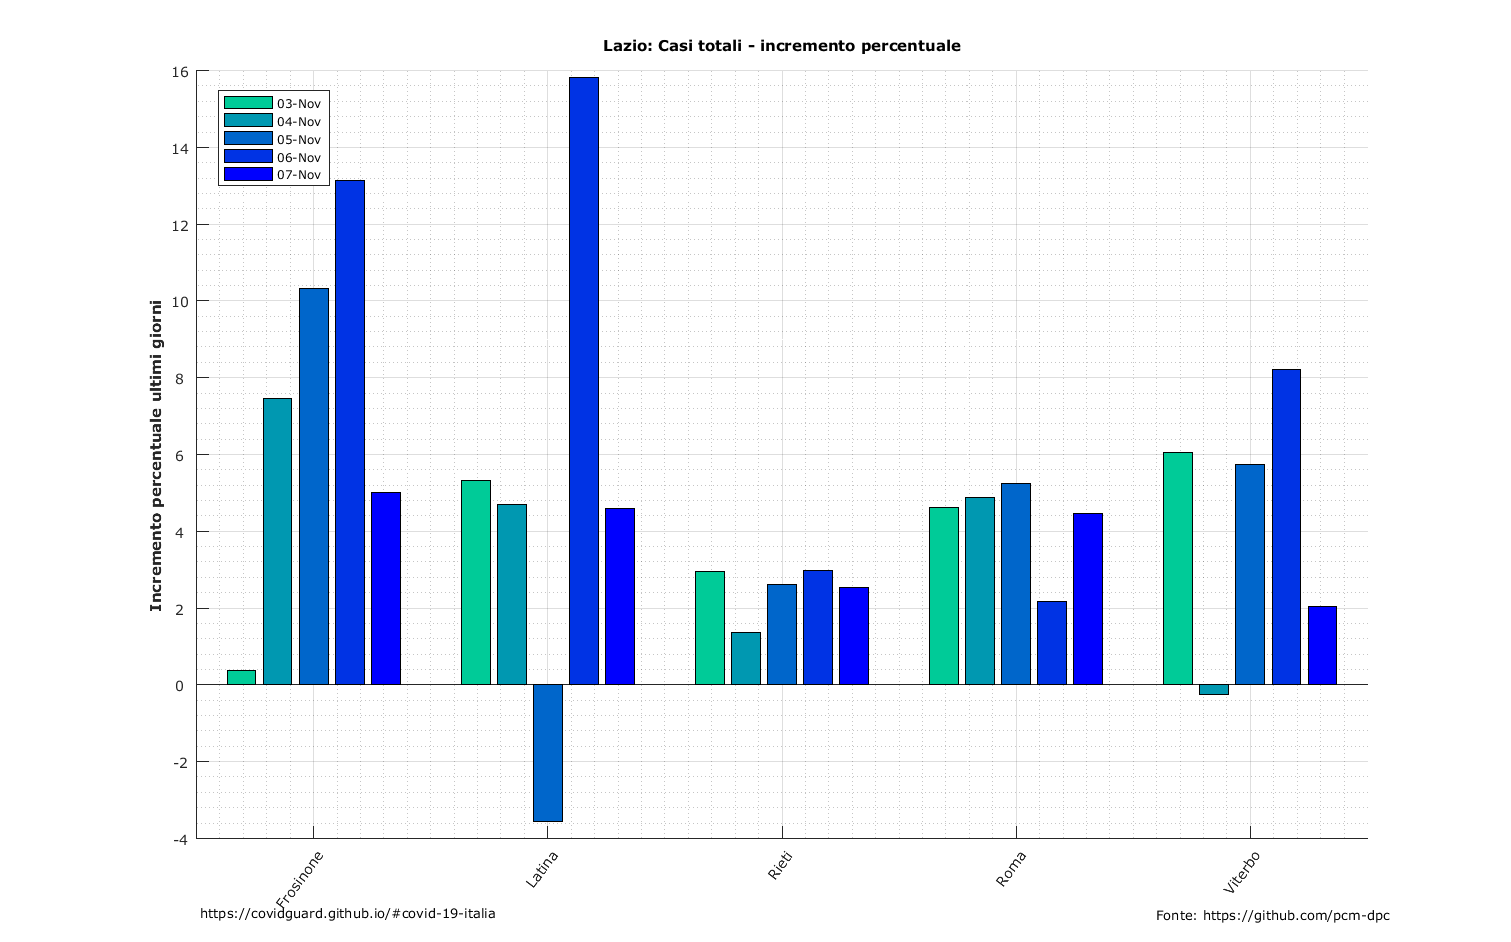 Lazio: Casi totali - incremento percentuale
Incremento percentuale ultimi giorni
16
14
12
10
8
6
4
2
0
-2
-4
03-Nov
04-Nov
05-Nov
06-Nov
07-Nov
Frosinone
Latina
Rieti
Roma
Viterbo
https://covidguard.github.io/#covid-19-italia
Fonte: https://github.com/pcm-dpc